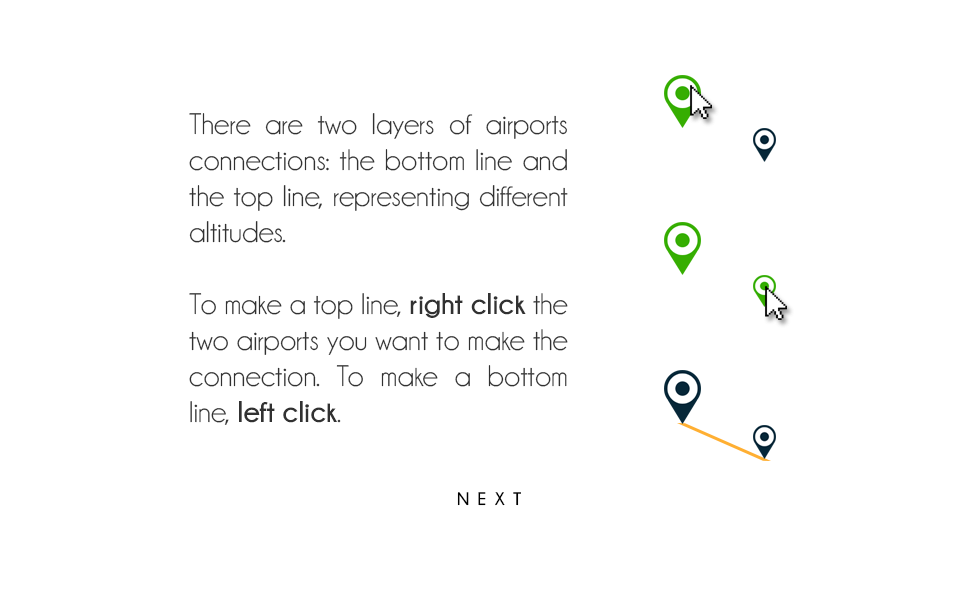 There are two layers of airports
connections: the bottom line and
the top line, representing different
altitudes.
To make a top line, right click the
two airports you want to make the
connection. To make a bottom
line, left click.
NEXT